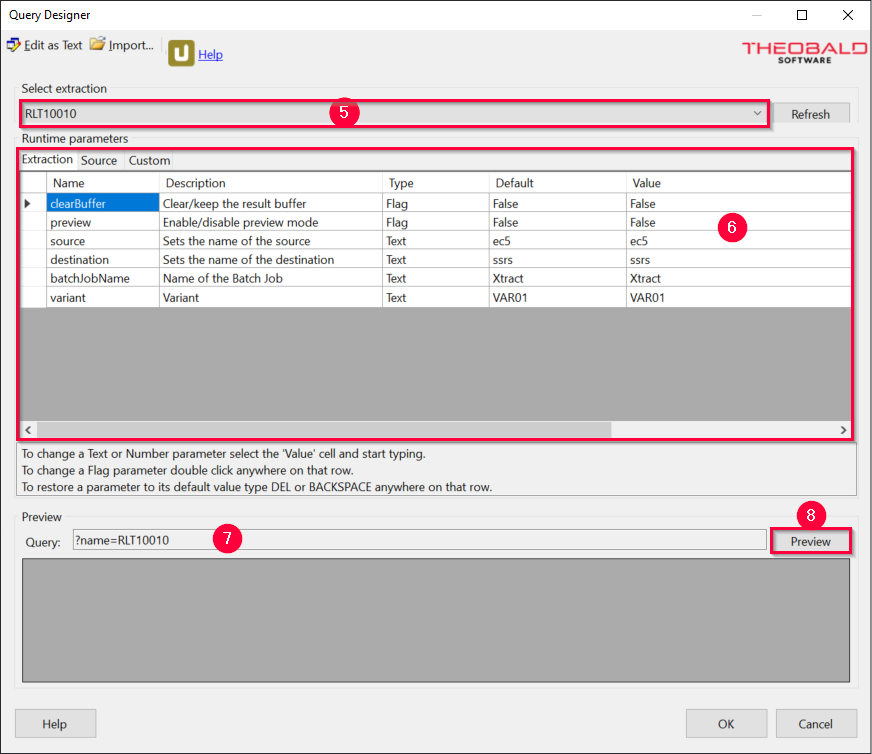 Query Designer
Edit as Text Import... U Help
THEOBALD
SOFTWARE
Select extraction
RLT10010 5 Refresh
Runtime parameters
Extraction Source Custom
Name Description Type Default Value
clearBuffer Clear/keep the result buffer Flag False False
preview Enable/disable preview mode Flag False False
6
source Sets the name of the source Text ec5 ec5
destination Sets the name of the destination Text ssrs ssrs
batchJobName Name of the Batch Job Text Xtract Xtract
variant Variant Text VAR01 VAR01
To change a Text or Number parameter select the 'Value' cell and start typing.
To change a Flag parameter double click anywhere on that row.
To restore a parameter to its default value type DEL or BACKSPACE anywhere on that row.
Preview 8
Query: ?name=RLT10010 7 Preview
Help OK Cancel